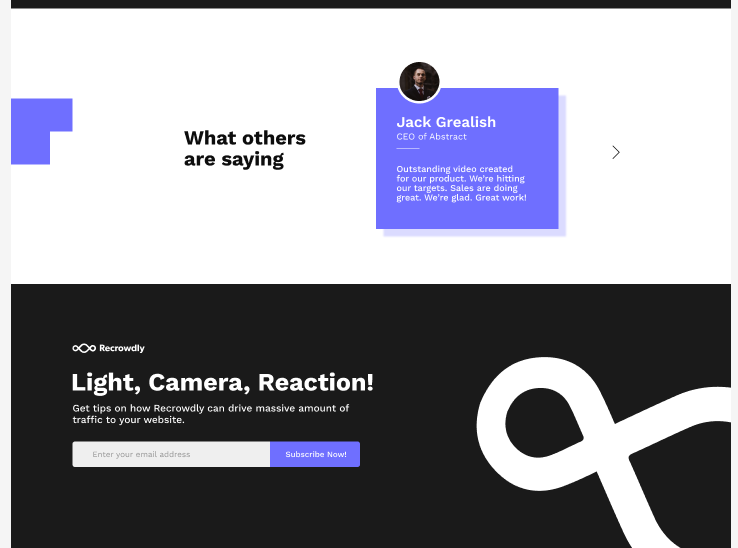 What others
are saying
Jack Grealish
CEO of Abstract
Outstanding video created
for our product. We're hitting
our targets. Sales are doing
great. We're glad. Great work!
Recrowdly
Light, Camera, Reaction!
Get tips on how Recrowdly can drive massive amount of
traffic to your website.
Enter your email address
Subscribe Now!